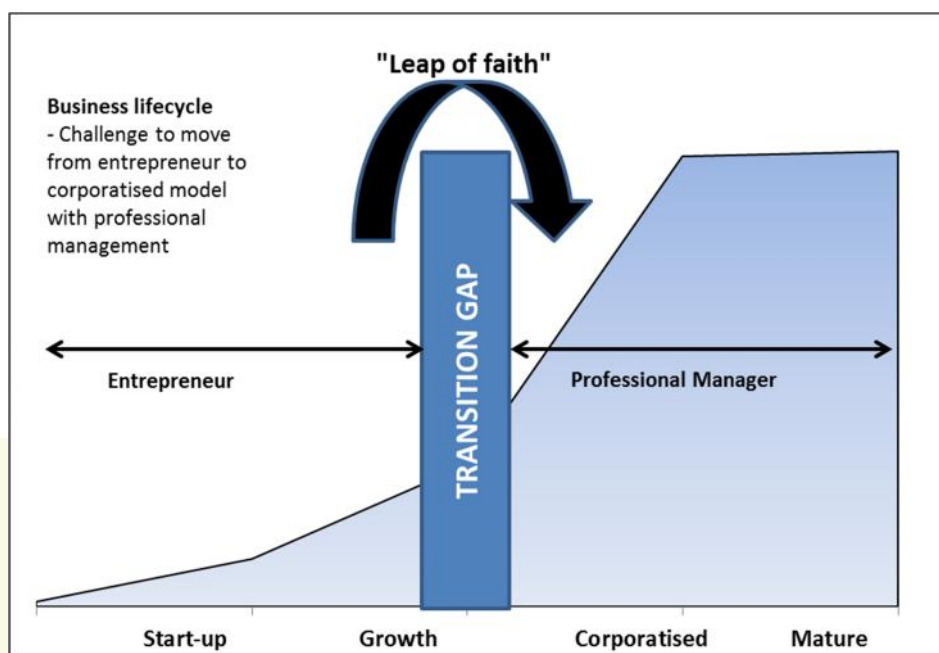 "Leap of faith"
Business lifecycle
- Challenge to move
from entrepreneur to
corporatised model
with professional
management
TRANSITION GAP
Entrepreneur
Professional Manager
Start-up
Growth
Corporatised
Mature